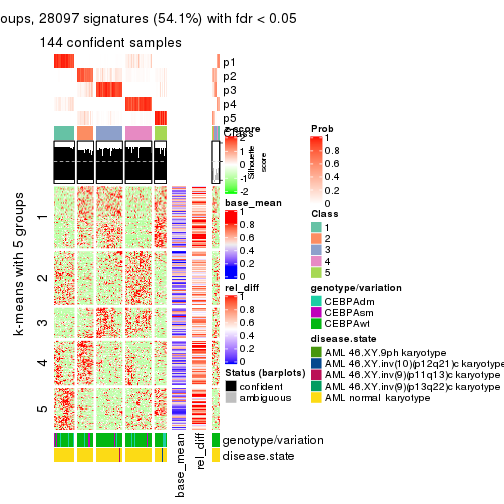 oups, 28097 signatures (54.1%) with fdr < 0.05
144 confident samples
p1
p2
p3
p4
p5
Class
Silhouette
score
k-means with 5 groups
1
2
3
4
5
base_mean
rel_diff
genotype/variation
disease.state
z-score
2
1
0
-1
-2
base_mean
1
0.8
0.6
0.4
0.2
0
rel_diff
1
0.8
0.6
0.4
0.2
0
Status (barplots)
confident
ambiguous
Prob
1
0.8
0.6
0.4
0.2
0
Class
1
2
3
4
5
genotype/variation
CEBPAdm
CEBPAsm
CEBPAwt
disease.state
AML 46.XY.9ph karyotype
AML 46.XY.inv(10)(p12q21)c karyotype
AML 46.XY.inv(9)(p11q13)c karyotype
AML 46.XY.inv(9)(p13q22)c karyotype
AML normal karyotype